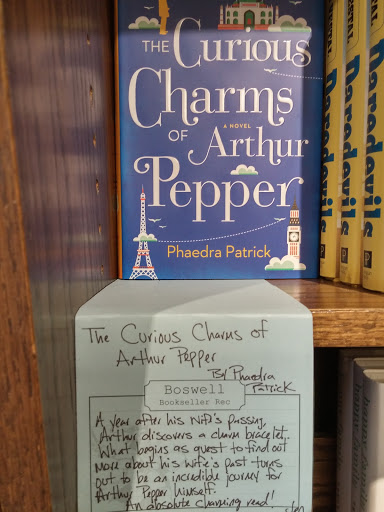 THE Curious
Charms
A NOVEL
OF Arthur
Pepper
Phaedra Patrick
Daredevils
Daredevils
Daredevils
The Curious Charms of
Arthur Pepper
By Phaedra
Patrick
Boswell
Bookseller Rec
A year after his wife's passing,
Arthur discovers a charm bracelet.
What begins as quest to find out
more about his wife's past turns
out to be an incredible journey for
Arthur Pepper himself.
An absolute charming read!